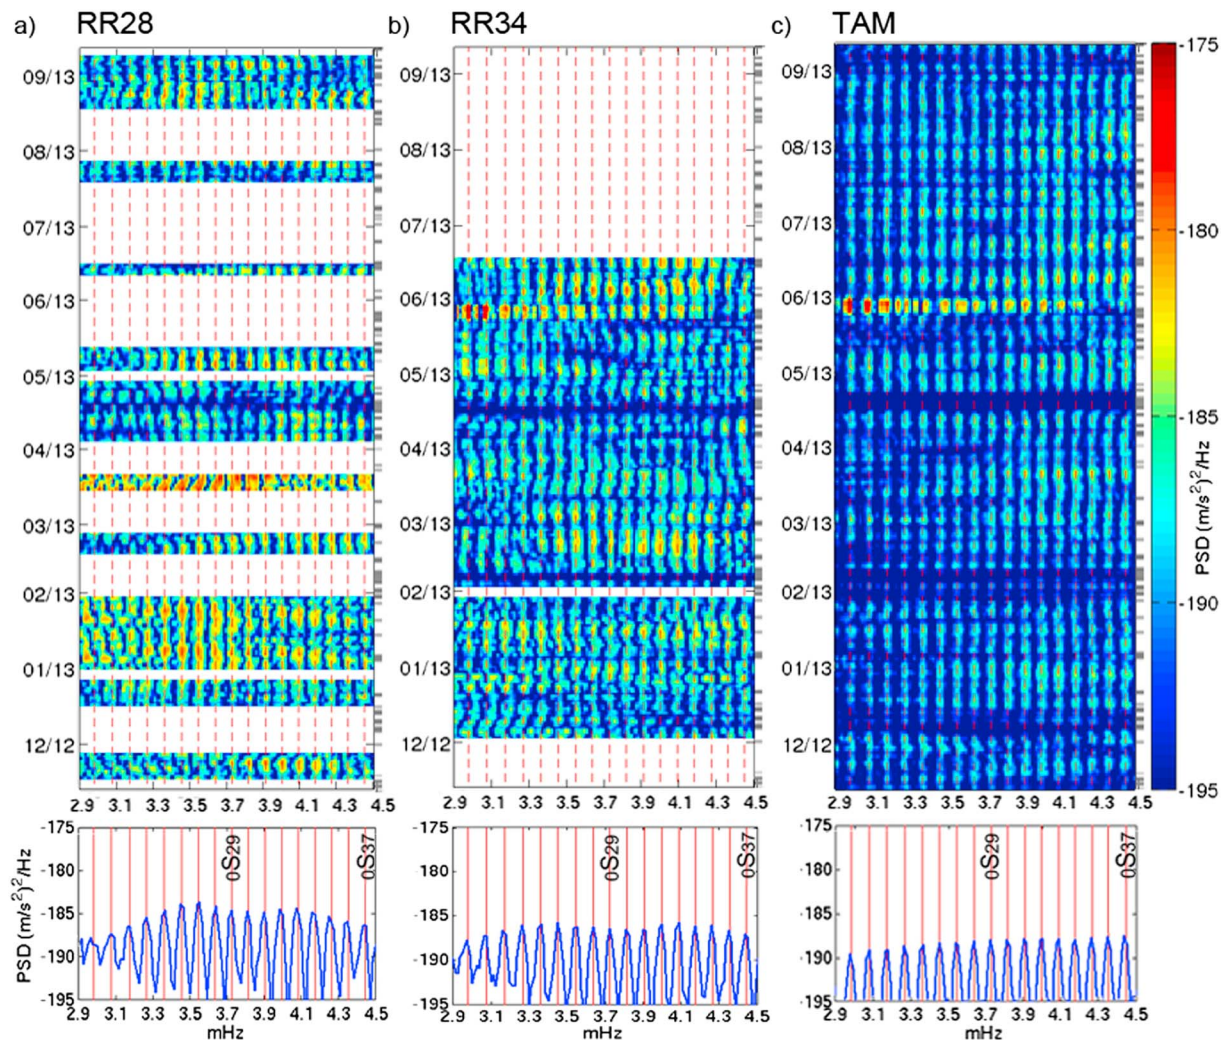 a) RR28
09/13
08/13
07/13
06/13
05/13
04/13
03/13
02/13
01/13
12/12
2.9 3.1 3.3 3.5 3.7 3.9 4.1 4.3 4.5
b) RR34
09/13
08/13
07/13
06/13
05/13
04/13
03/13
02/13
01/13
12/12
2.9 3.1 3.3 3.5 3.7 3.9 4.1 4.3 4.5
c) TAM
09/13
08/13
07/13
06/13
05/13
04/13
03/13
02/13
01/13
12/12
2.9 3.1 3.3 3.5 3.7 3.9 4.1 4.3 4.5
-175
-180
-185
-190
-195
PSD (m/s²)²/Hz
-175
-180
-185
-190
-195
PSD (m/s²)²/Hz
0S29
0S37
2.9 3.1 3.3 3.5 3.7 3.9 4.1 4.3 4.5
mHz
-175
-180
-185
-190
-195
0S29
0S37
2.9 3.1 3.3 3.5 3.7 3.9 4.1 4.3 4.5
mHz
-175
-180
-185
-190
-195
0S29
0S37
2.9 3.1 3.3 3.5 3.7 3.9 4.1 4.3 4.5
mHz